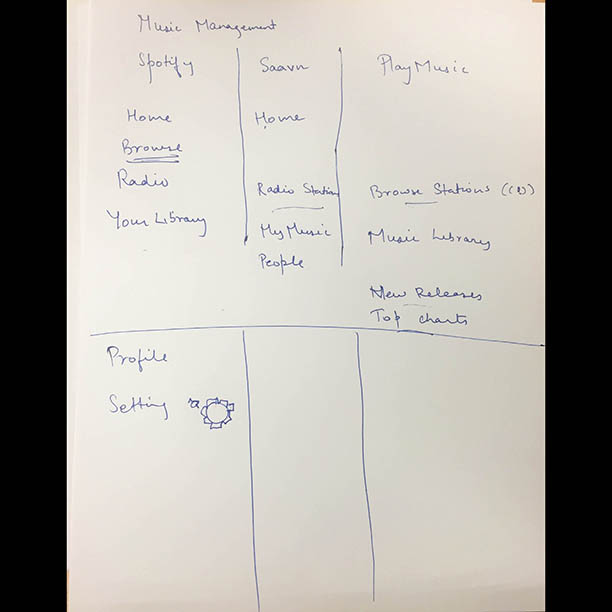 Music Management
Spotify Saavn PlayMusic
Home Home
Browse
Radio Radio Station Browse Stations ((ı))
Your Library My Music Music Library
People
New Releases
Top charts
Profile
Setting